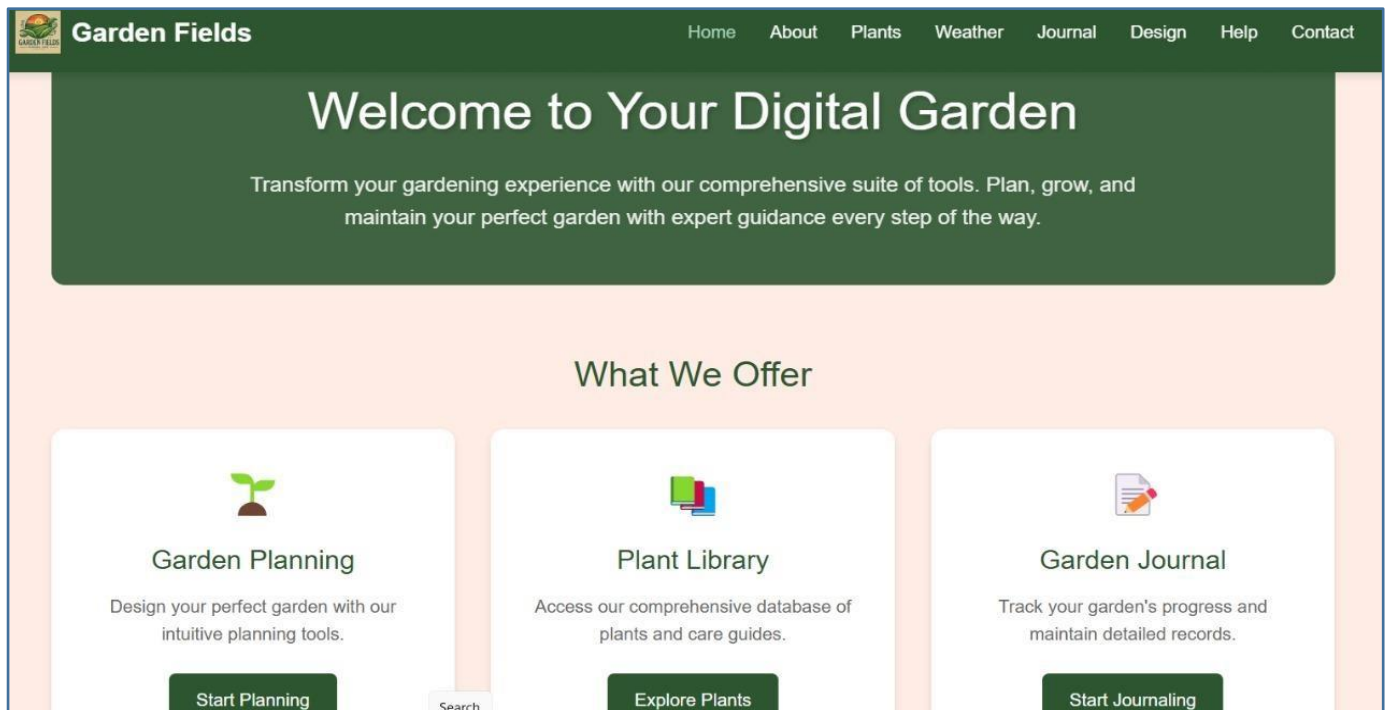 GARDEN FIELDS
Garden Fields
Home About Plants Weather Journal Design Help Contact
Welcome to Your Digital Garden
Transform your gardening experience with our comprehensive suite of tools. Plan, grow, and
maintain your perfect garden with expert guidance every step of the way.
What We Offer
Garden Planning
Design your perfect garden with our
intuitive planning tools.
Start Planning
Plant Library
Access our comprehensive database of
plants and care guides.
Explore Plants
Garden Journal
Track your garden's progress and
maintain detailed records.
Start Journaling
Search